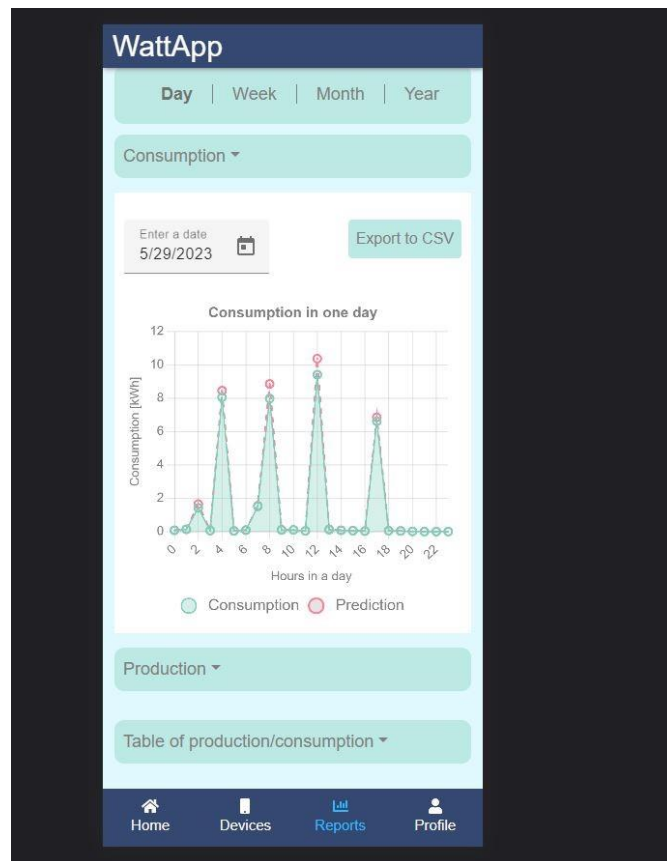 WattApp
Day | Week | Month | Year
Consumption
Enter a date
5/29/2023
Export to CSV
Consumption in one day
12
10
8
6
4
2
0
Consumption [kWh]
0 2 4 6 8 10 12 14 16 18 20 22
Hours in a day
Consumption Prediction
Production
Table of production/consumption
Home Devices Reports Profile